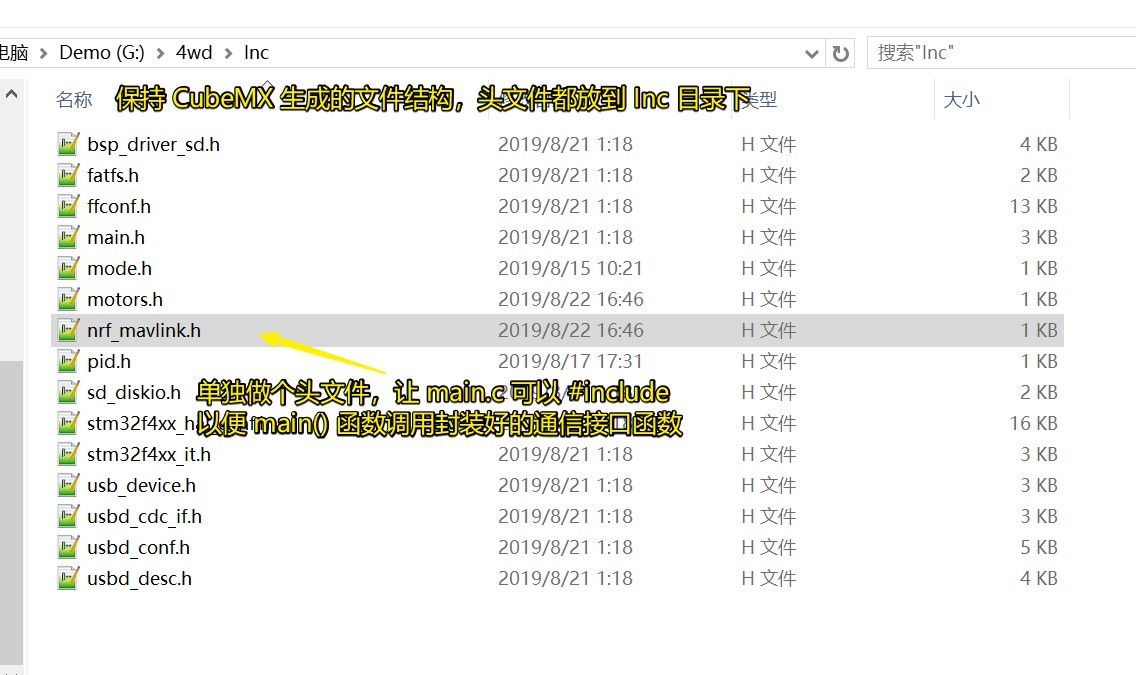 电脑 > Demo (G:) > 4wd > Inc
搜索"Inc"
名称 类型 大小
保持 CubeMX 生成的文件结构，头文件都放到 Inc 目录下
bsp_driver_sd.h 2019/8/21 1:18 H 文件 4 KB
fatfs.h 2019/8/21 1:18 H 文件 2 KB
ffconf.h 2019/8/21 1:18 H 文件 13 KB
main.h 2019/8/21 1:18 H 文件 3 KB
mode.h 2019/8/15 10:21 H 文件 1 KB
motors.h 2019/8/22 16:46 H 文件 1 KB
nrf_mavlink.h 2019/8/22 16:46 H 文件 1 KB
pid.h 2019/8/17 17:31 H 文件 1 KB
sd_diskio.h H 文件 2 KB
单独做个头文件，让 main.c 可以 #include
stm32f4xx_h H 文件 16 KB
以便 main() 函数调用封装好的通信接口函数
stm32f4xx_it.h 2019/8/21 1:18 H 文件 3 KB
usb_device.h 2019/8/21 1:18 H 文件 3 KB
usbd_cdc_if.h 2019/8/21 1:18 H 文件 3 KB
usbd_conf.h 2019/8/21 1:18 H 文件 5 KB
usbd_desc.h 2019/8/21 1:18 H 文件 4 KB